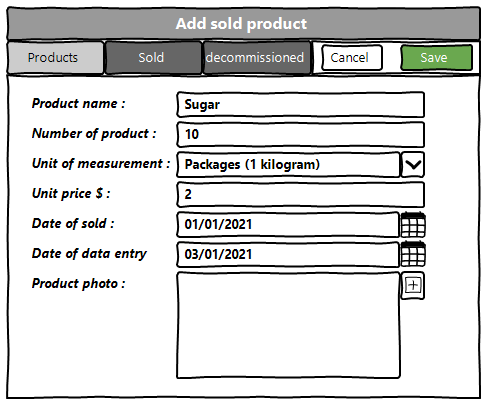 Add sold product
Products Sold decommissioned Cancel Save
Product name : Sugar
Number of product : 10
Unit of measurement : Packages (1 kilogram)
Unit price $ : 2
Date of sold : 01/01/2021
Date of data entry 03/01/2021
Product photo :